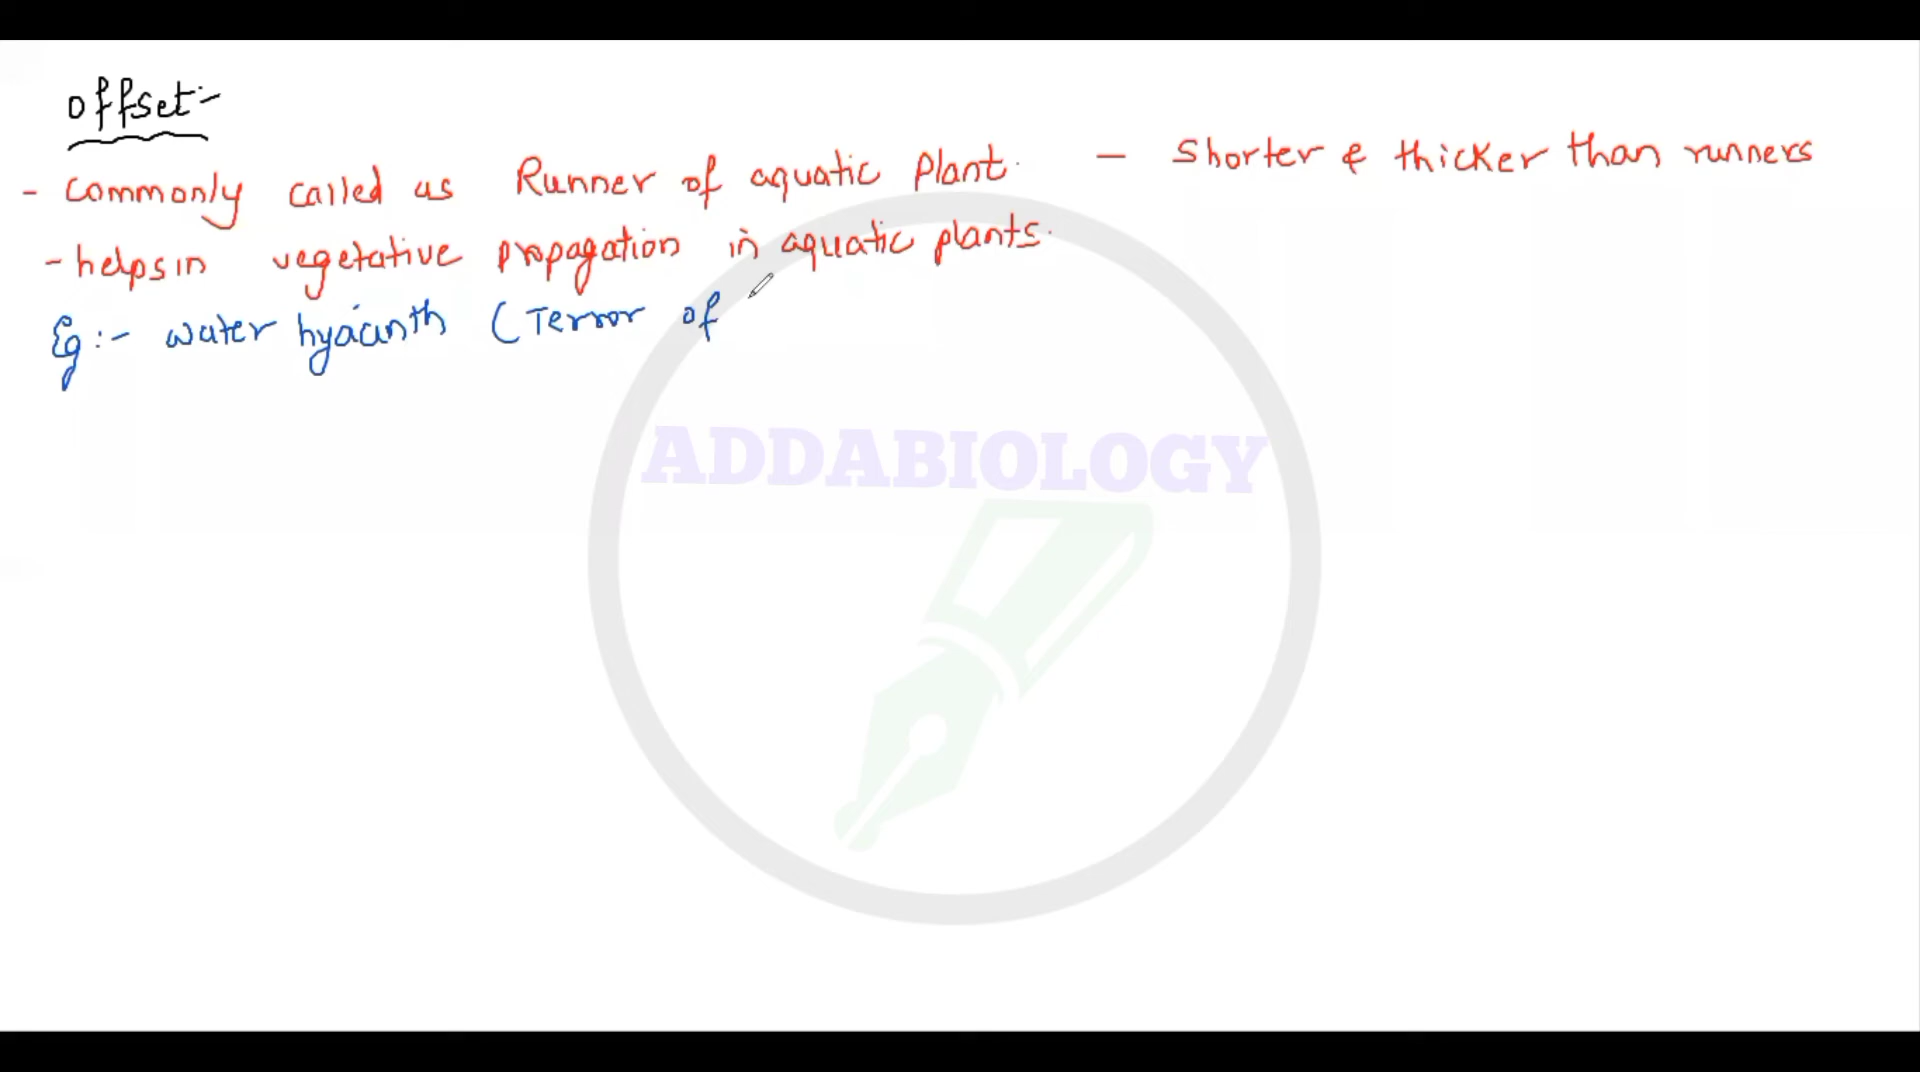 offset:-
- commonly called as Runner of aquatic Plant. - Shorter & thicker than runners
- helps in vegetative propagation in aquatic plants.
Eg:- water hyacinth (Terror of
ADDABIOLOGY